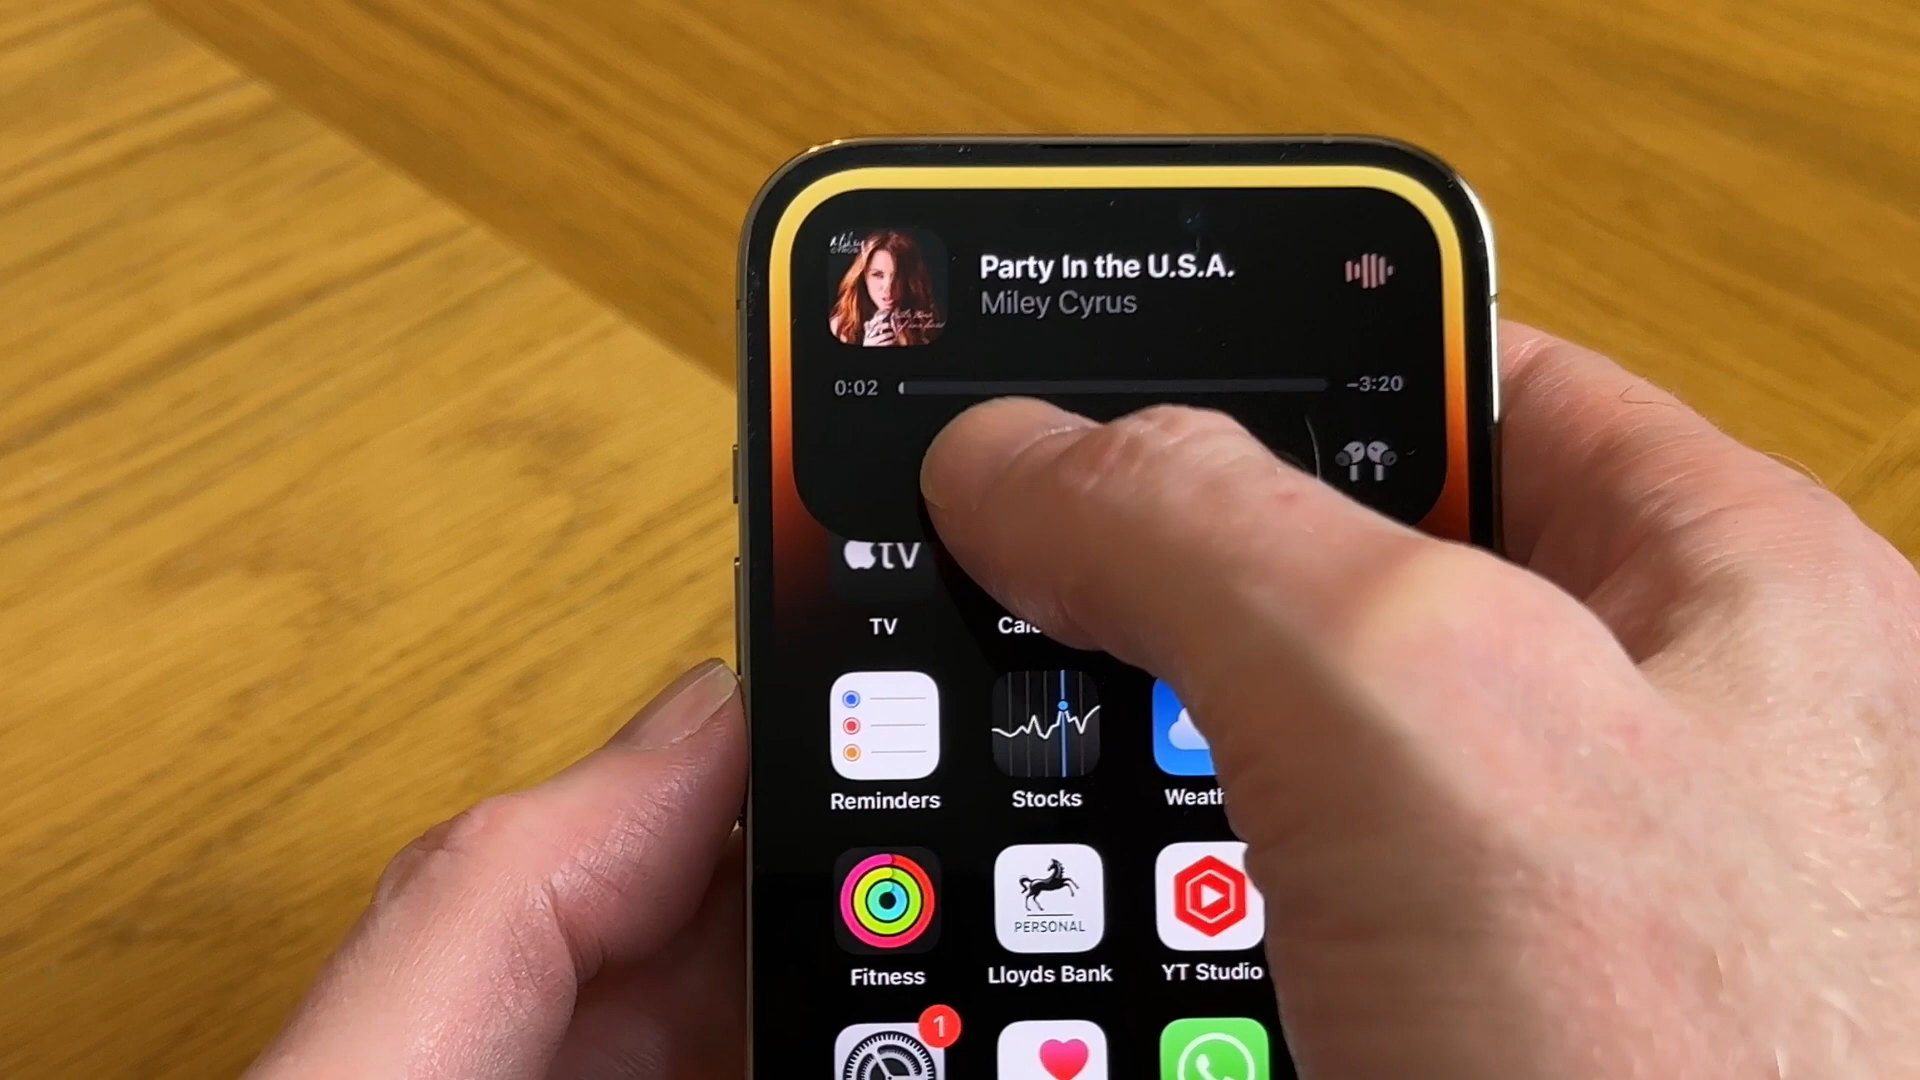 Party In the U.S.A.
Miley Cyrus
0:02
-3:20
tv
TV
Reminders
Stocks
PERSONAL
Fitness
Lloyds Bank
YT Studio
1